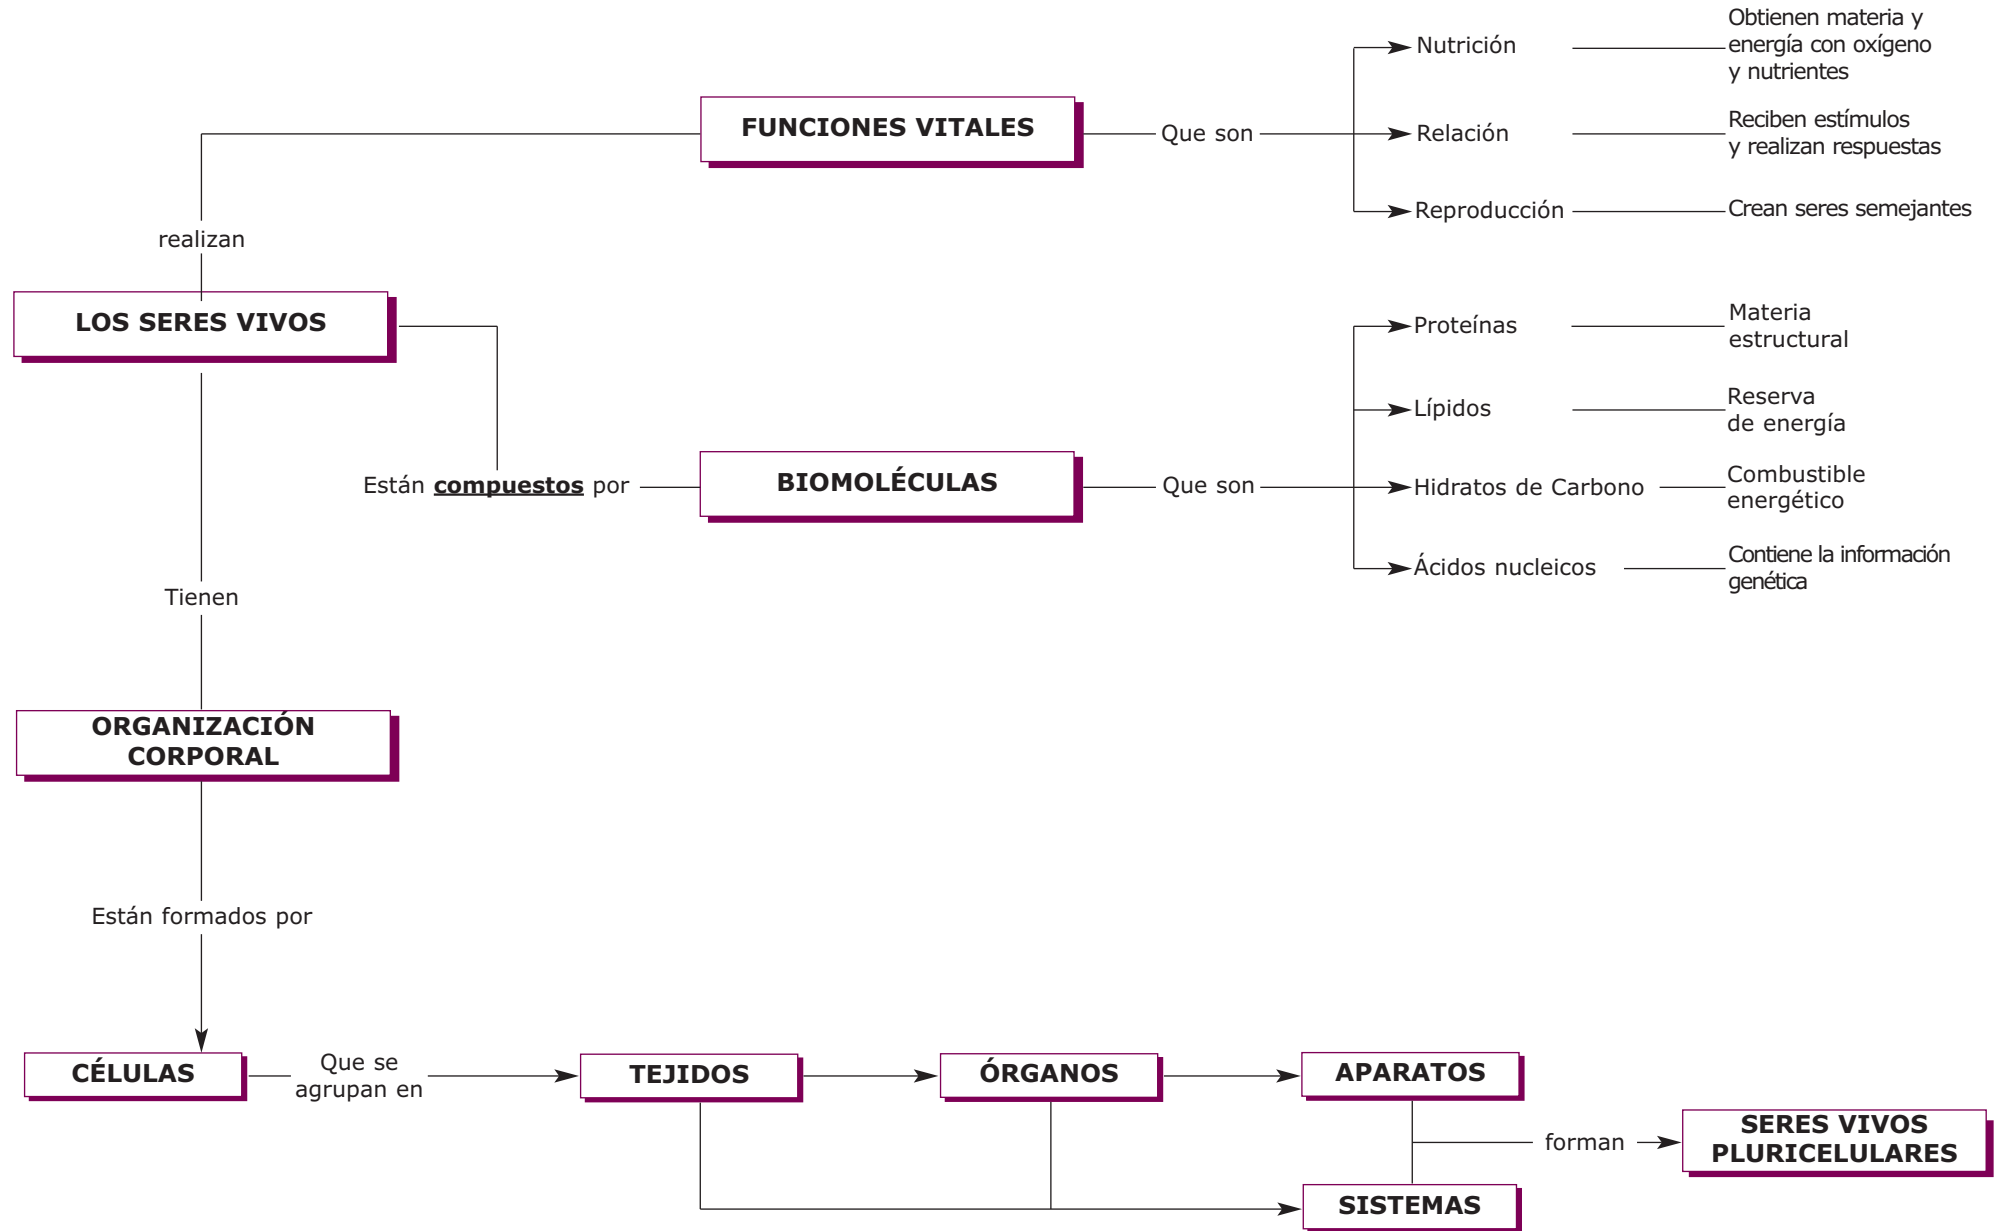 FUNCIONES VITALES
Que son
Nutrición
Obtienen materia y
energía con oxígeno
y nutrientes
Relación
Reciben estímulos
y realizan respuestas
Reproducción
Crean seres semejantes
realizan
LOS SERES VIVOS
Están compuestos por
BIOMOLÉCULAS
Que son
Proteínas
Materia
estructural
Lípidos
Reserva
de energía
Hidratos de Carbono
Combustible
energético
Ácidos nucleicos
Contiene la información
genética
Tienen
ORGANIZACIÓN
CORPORAL
Están formados por
CÉLULAS
Que se
agrupan en
TEJIDOS
ÓRGANOS
APARATOS
SISTEMAS
forman
SERES VIVOS
PLURICELULARES